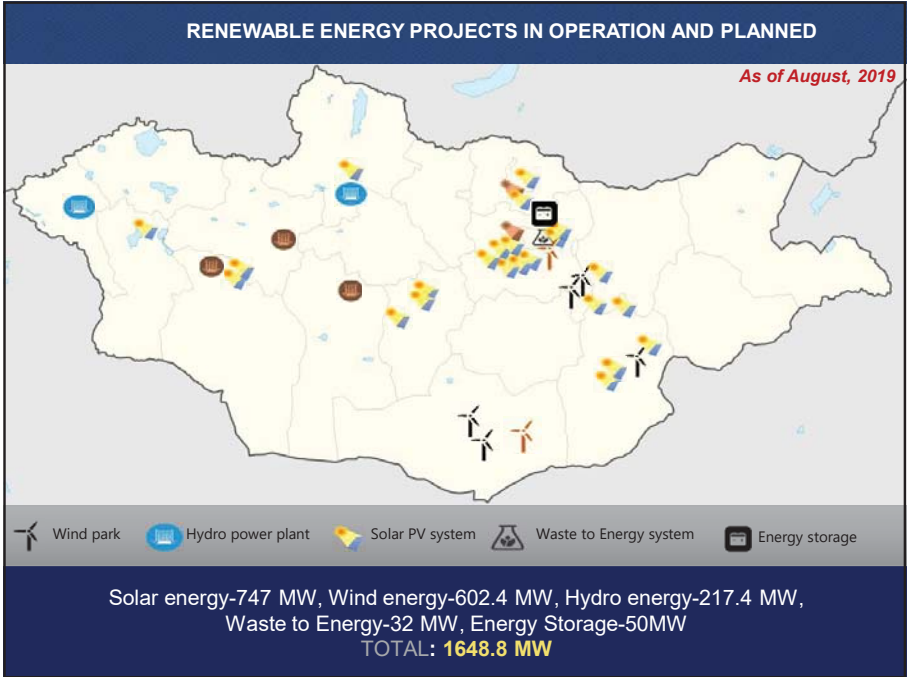 RENEWABLE ENERGY PROJECTS IN OPERATION AND PLANNED
As of August, 2019
Wind park
Hydro power plant
Solar PV system
Waste to Energy system
Energy storage
Solar energy-747 MW, Wind energy-602.4 MW, Hydro energy-217.4 MW,
Waste to Energy-32 MW, Energy Storage-50MW
TOTAL: 1648.8 MW